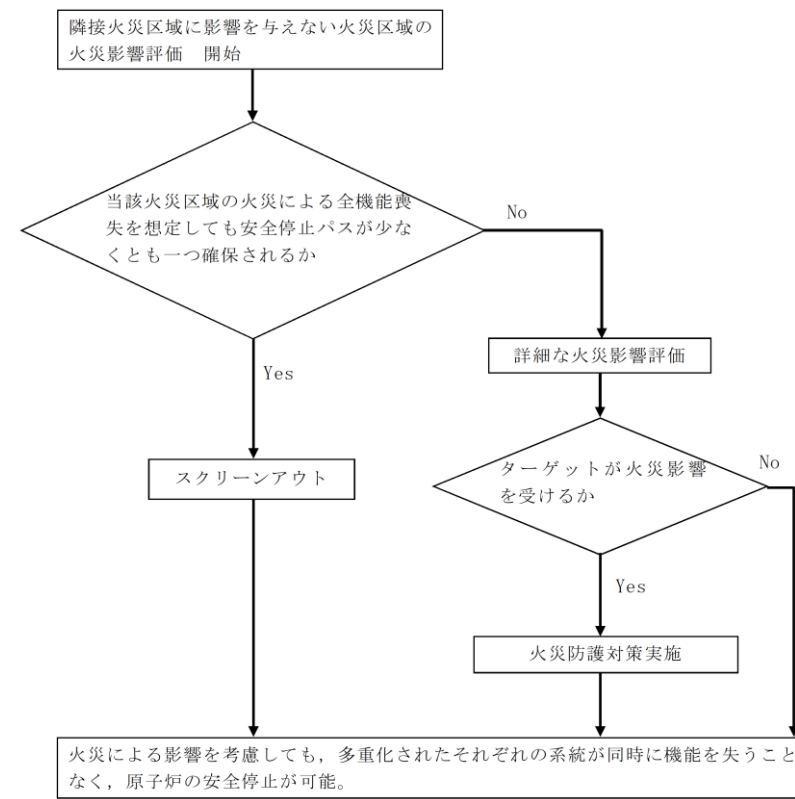 隣接火災区域に影響を与えない火災区域の
火災影響評価　開始
当該火災区域の火災による全機能喪
失を想定しても安全停止パスが少な
くとも一つ確保されるか
No
Yes
詳細な火災影響評価
スクリーンアウト
ターゲットが火災影響
を受けるか
No
Yes
火災防護対策実施
火災による影響を考慮しても，多重化されたそれぞれの系統が同時に機能を失うこと
なく，原子炉の安全停止が可能。